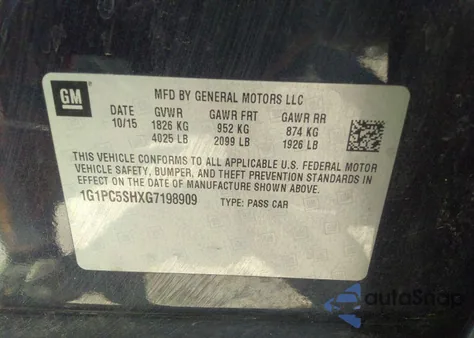 GM
MFD BY GENERAL MOTORS LLC
DATE GVWR GAWR FRT GAWR RR
10/15 1826 KG 952 KG 874 KG
4025 LB 2099 LB 1926 LB
THIS VEHICLE CONFORMS TO ALL APPLICABLE U.S. FEDERAL MOTOR
VEHICLE SAFETY, BUMPER, AND THEFT PREVENTION STANDARDS IN
EFFECT ON THE DATE OF MANUFACTURE SHOWN ABOVE.
1G1PC5SHXG7198909 TYPE: PASS CAR
autoSnap